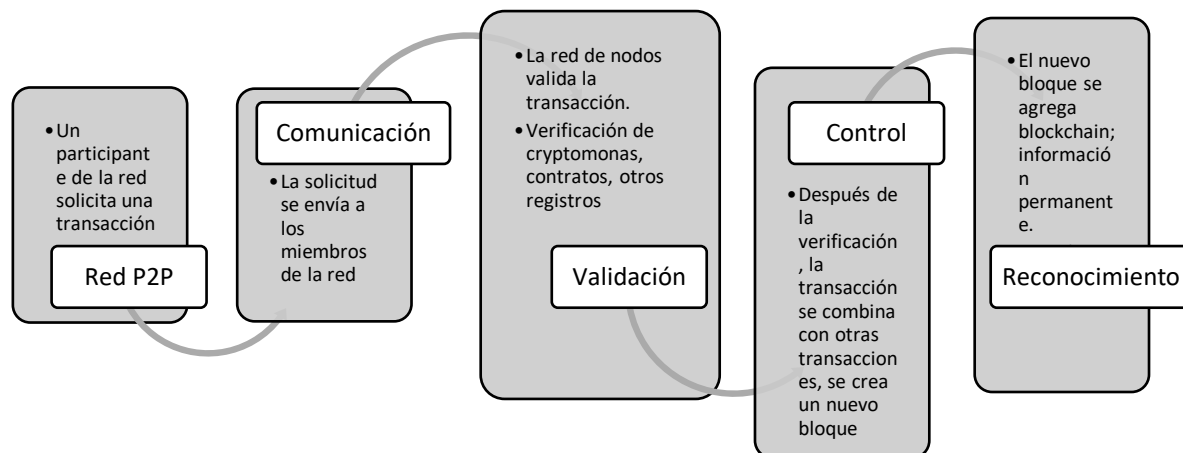 •Un
participant
e de la red
solicita una
transacción
Red P2P
Comunicación
•La solicitud
se envía a
los
miembros
de la red
•La red de nodos
valida la
transacción.
•Verificación de
cryptomonas,
contratos, otros
registros
Validación
Control
•Después de
la
verificación
, la
transacción
se combina
con otras
transaccion
es, se crea
un nuevo
bloque
•El nuevo
bloque se
agrega
blockchain;
informació
n
permanent
e.
Reconocimiento